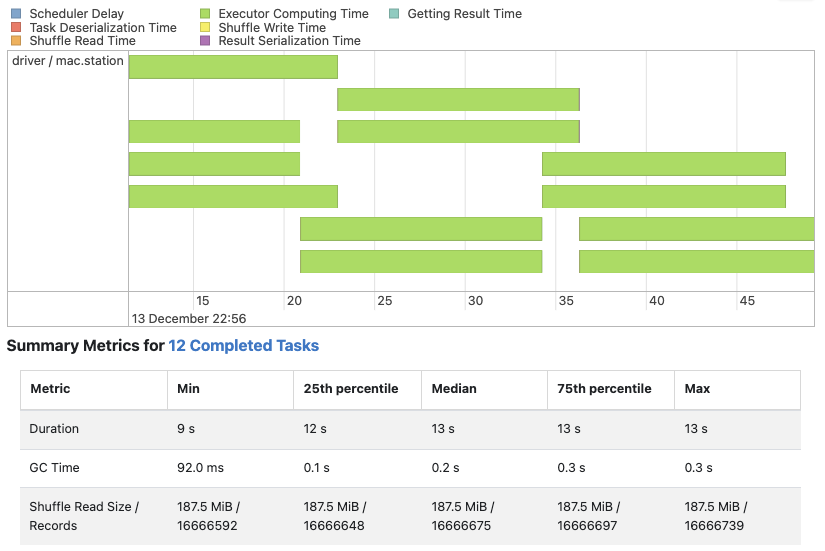 Scheduler Delay
Executor Computing Time
Getting Result Time
Task Deserialization Time
Shuffle Write Time
Shuffle Read Time
Result Serialization Time
driver / mac.station
15
20
25
30
35
40
45
13 December 22:56
Summary Metrics for 12 Completed Tasks
Metric Min 25th percentile Median 75th percentile Max
Duration 9 s 12 s 13 s 13 s 13 s
GC Time 92.0 ms 0.1 s 0.2 s 0.3 s 0.3 s
Shuffle Read Size / 187.5 MiB / 187.5 MiB / 187.5 MiB / 187.5 MiB / 187.5 MiB /
Records 16666592 16666648 16666675 16666697 16666739